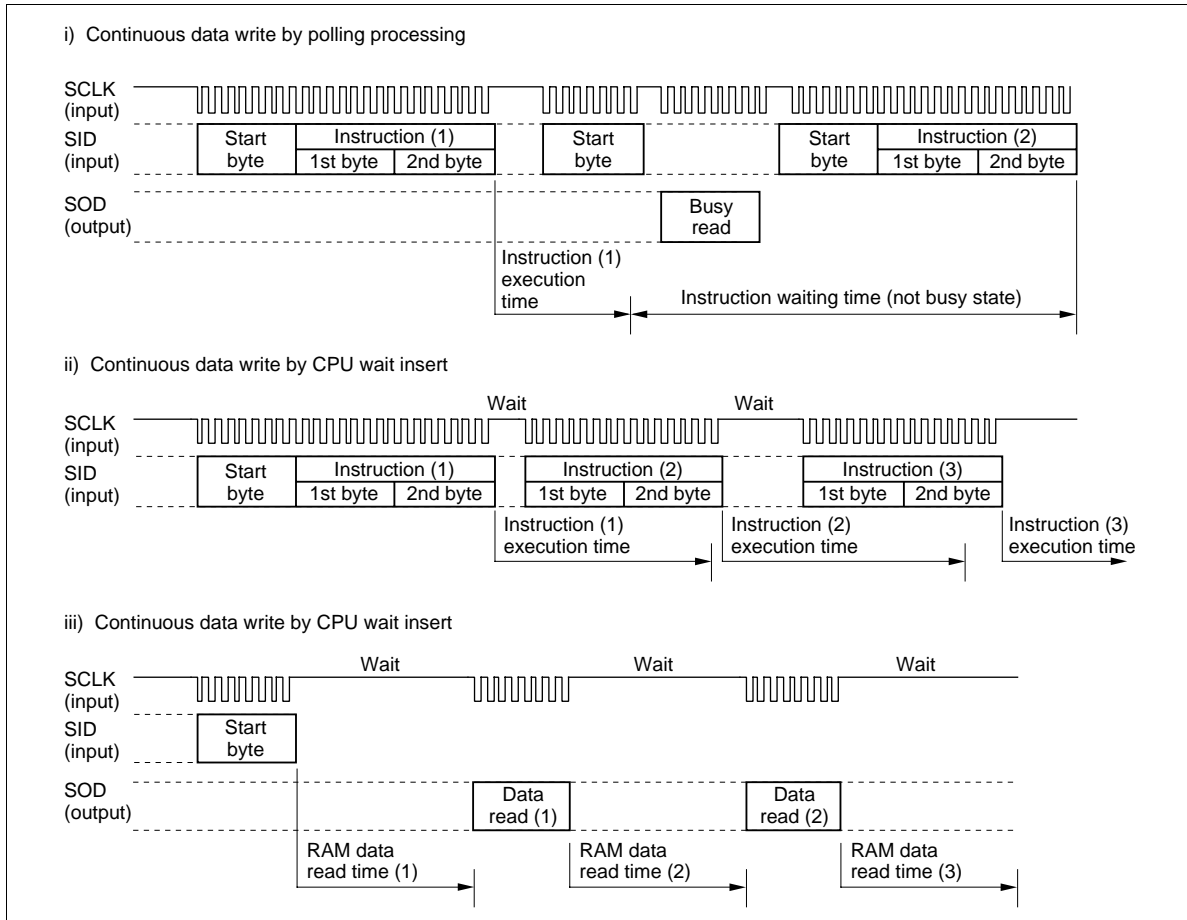 i) Continuous data write by polling processing
SCLK
(input)
SID
(input)
Start
byte
Instruction (1)
1st byte
2nd byte
Start
byte
Start
byte
Instruction (2)
1st byte
2nd byte
SOD
(output)
Busy
read
Instruction (1)
execution
time
Instruction waiting time (not busy state)
ii) Continuous data write by CPU wait insert
Wait
Wait
SCLK
(input)
SID
(input)
Start
byte
Instruction (1)
1st byte
2nd byte
Instruction (2)
1st byte
2nd byte
Instruction (3)
1st byte
2nd byte
Instruction (1)
execution time
Instruction (2)
execution time
Instruction (3)
execution time
iii) Continuous data write by CPU wait insert
Wait
Wait
Wait
SCLK
(input)
SID
(input)
Start
byte
SOD
(output)
Data
read (1)
Data
read (2)
RAM data
read time (1)
RAM data
read time (2)
RAM data
read time (3)